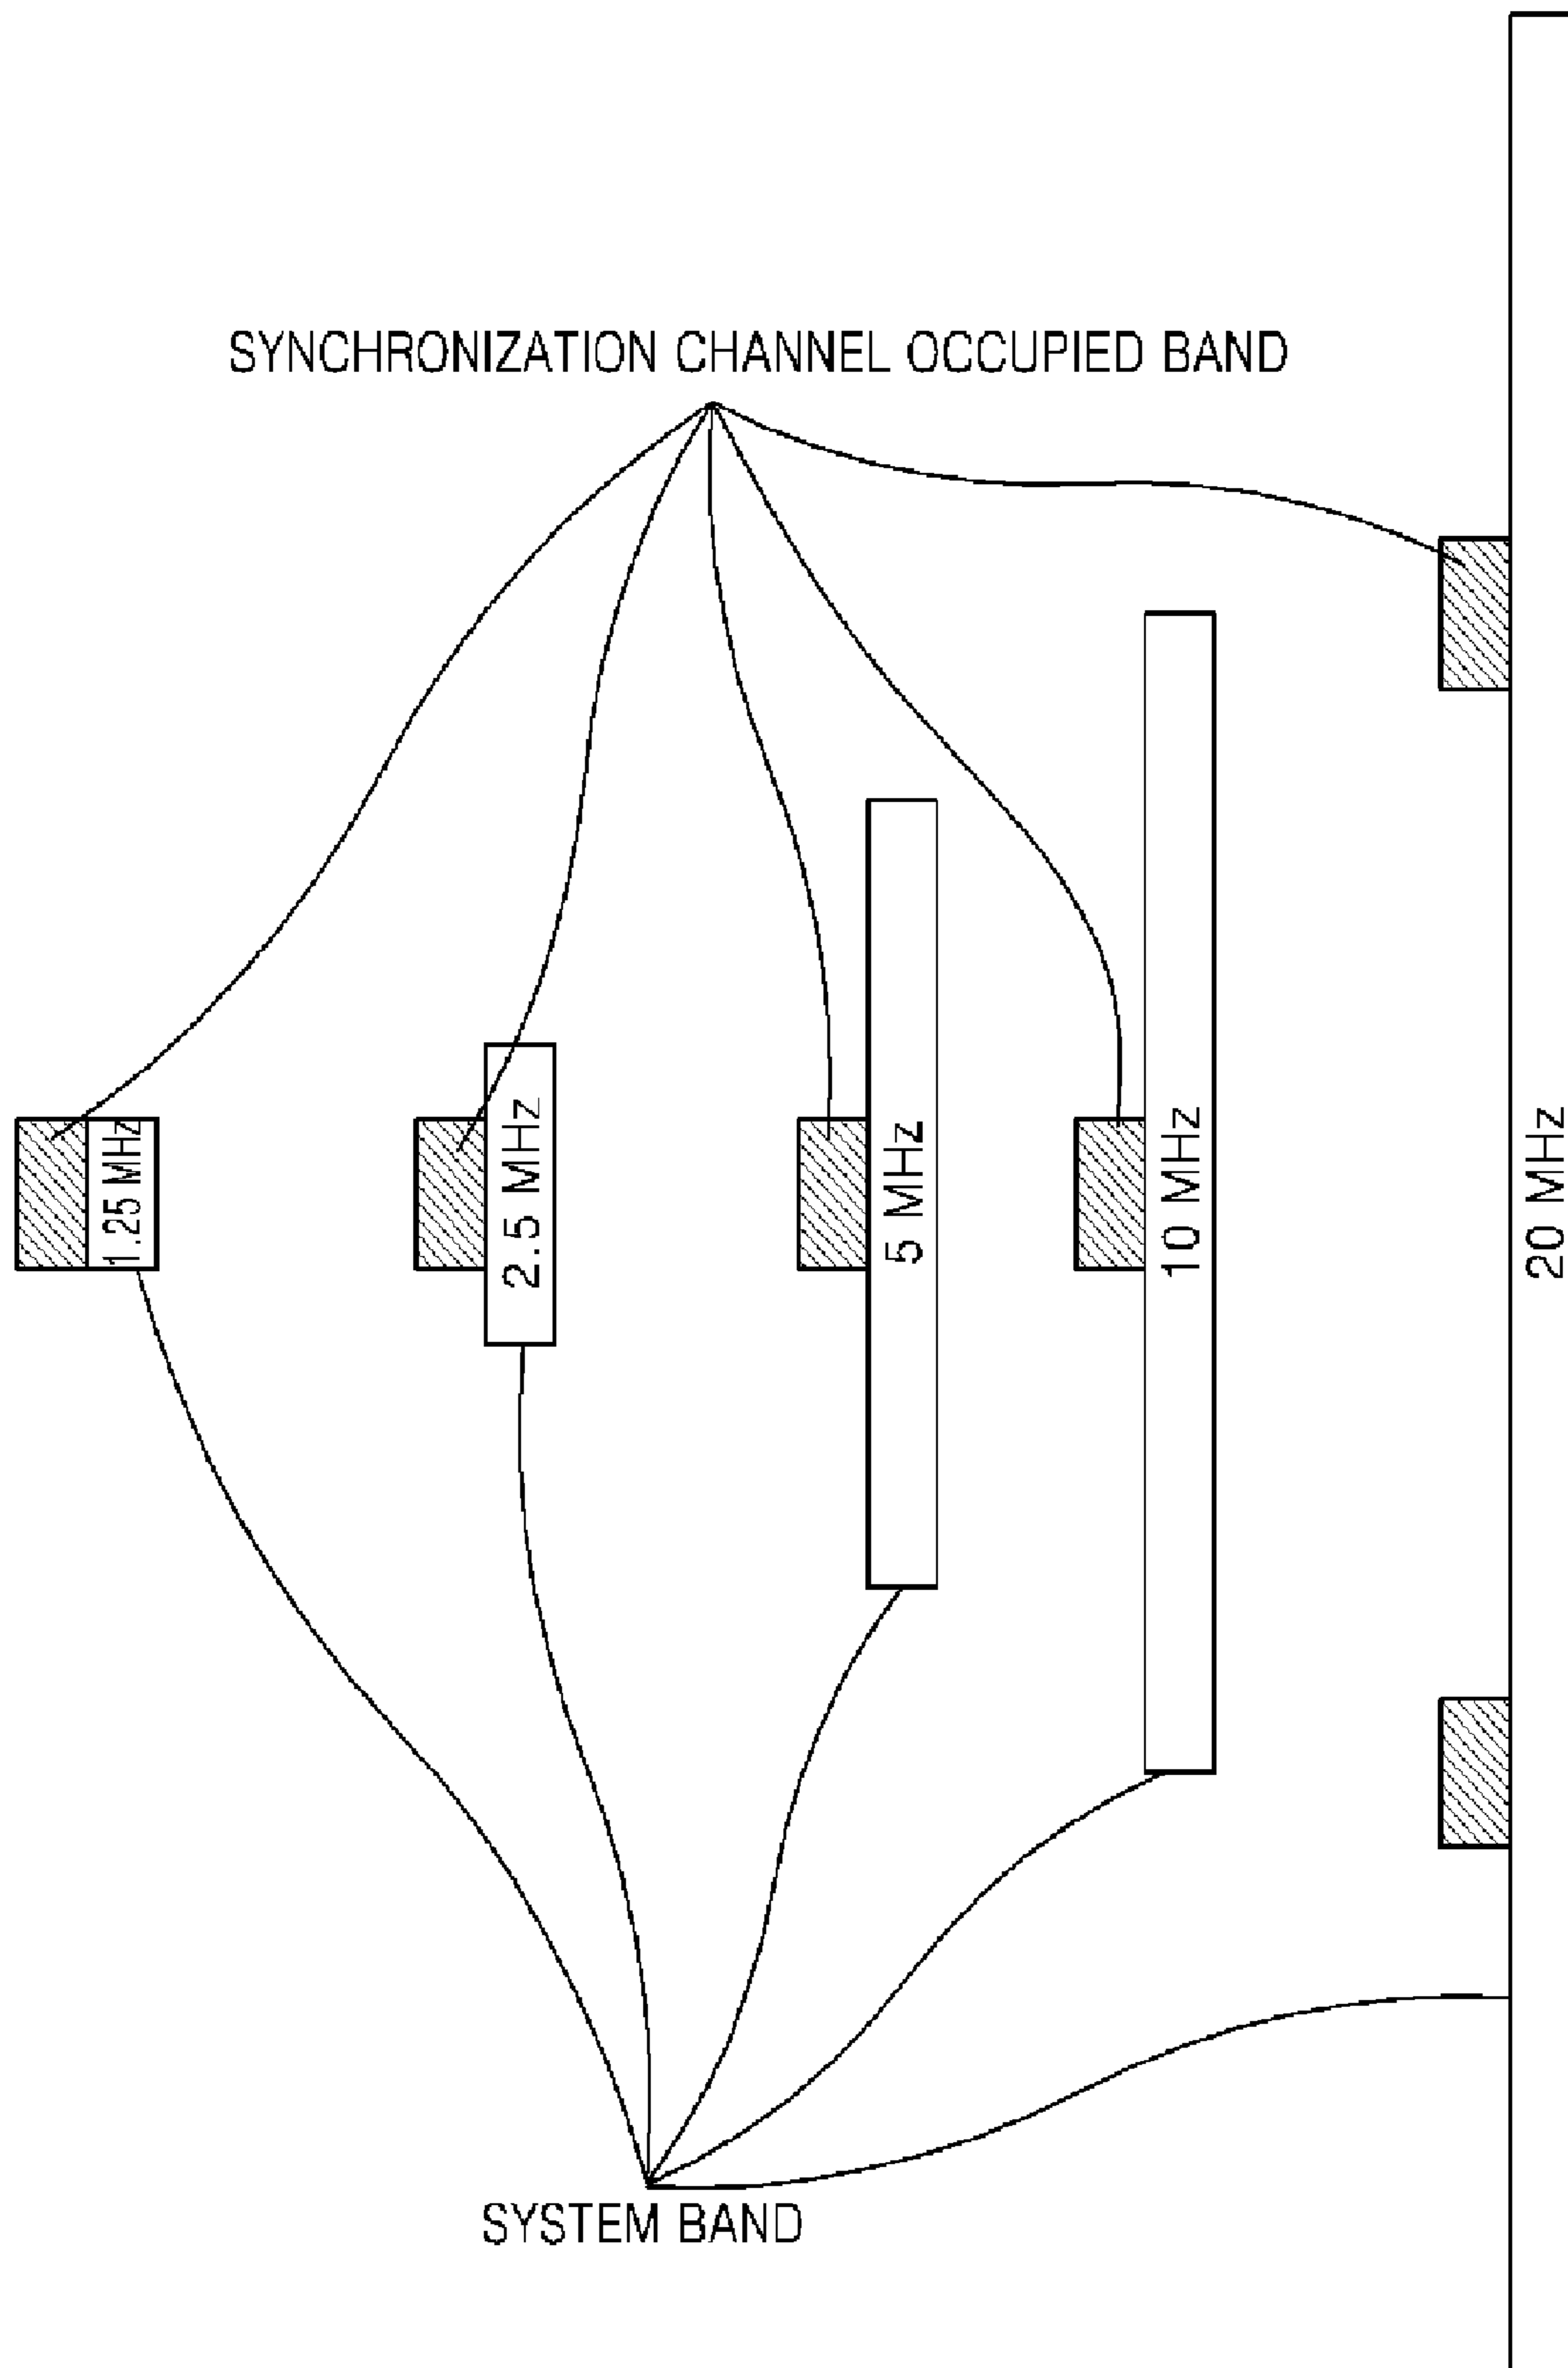 SYNCHRONIZATION CHANNEL OCCUPIED BAND
1.25 MHz
2.5 MHz
5 MHz
10 MHz
20 MHz
SYSTEM BAND